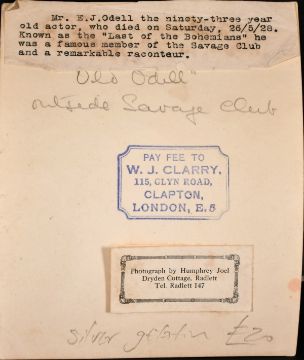 Mr. E.J.Odell the ninety-three year
old actor, who died on Saturday, 26/5/28.
Known as the "Last of the Bohemians" he
was a famous member of the Savage Club
and a remarkable raconteur.
"Old Odell"
outside Savage Club
PAY FEE TO
W. J. CLARRY,
115, GLYN ROAD,
CLAPTON,
LONDON, E.5
Photograph by Humphrey Joel
Dryden Cottage, Radlett
Tel. Radlett 147
silver gelatin £20